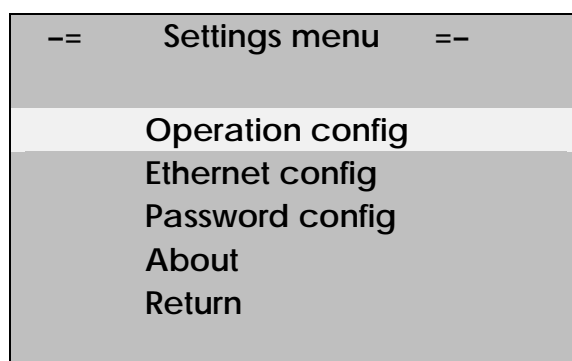 –= Settings menu =–
Operation config
Ethernet config
Password config
About
Return